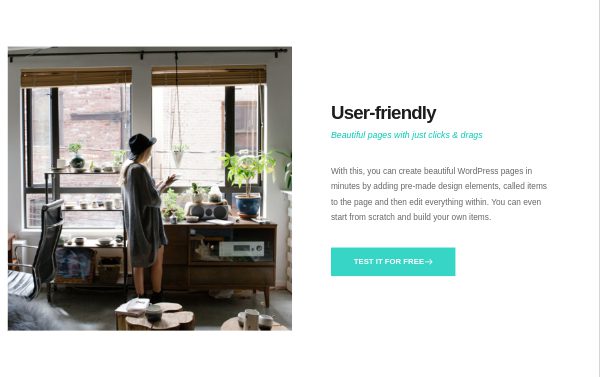 User-friendly
Beautiful pages with just clicks & drags
With this, you can create beautiful WordPress pages in
minutes by adding pre-made design elements, called items
to the page and then edit everything within. You can even
start from scratch and build your own items.
TEST IT FOR FREE→